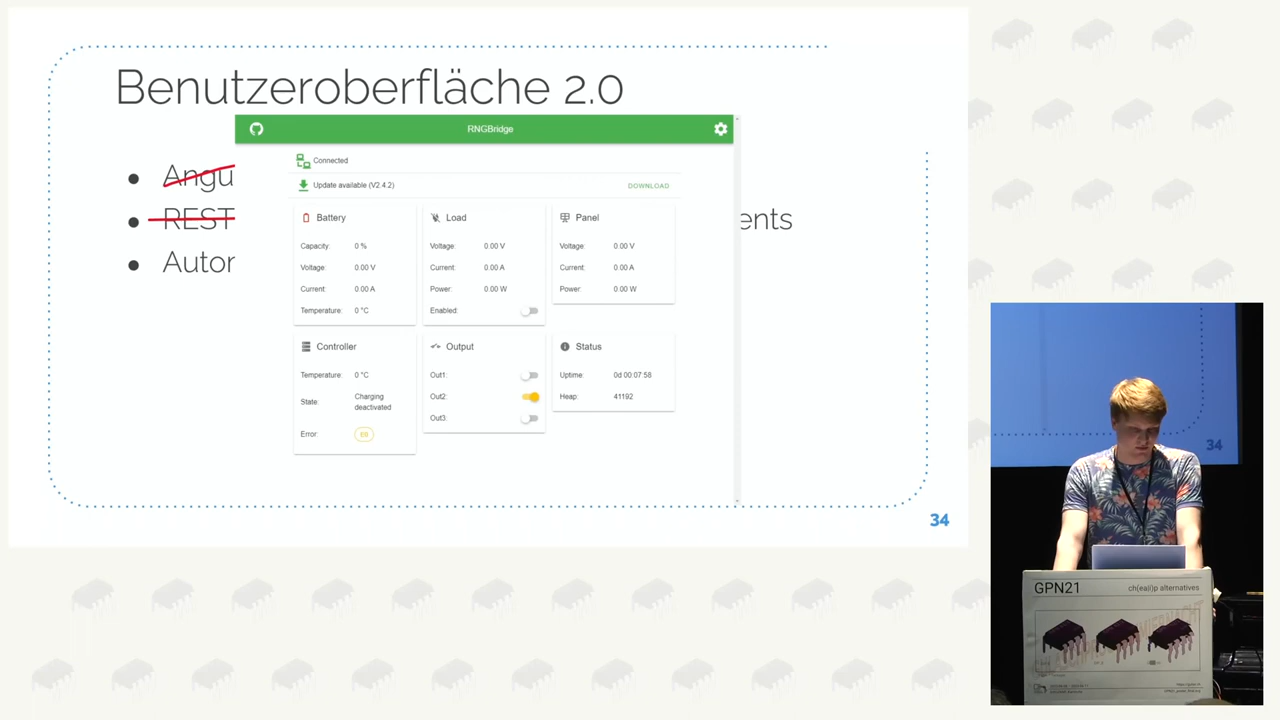 Benutzeroberfläche 2.0
RNGBridge
Angu
Connected
Update available (V2.4.2)
DOWNLOAD
REST
ents
Autor
Battery
Capacity: 0 %
Voltage: 0.00 V
Current: 0.00 A
Temperature: 0 °C
Load
Voltage: 0.00 V
Current: 0.00 A
Power: 0.00 W
Enabled:
Panel
Voltage: 0.00 V
Current: 0.00 A
Power: 0.00 W
Controller
Temperature: 0 °C
State: Charging
deactivated
Error:
Output
Out1:
Out2:
Out3:
Status
Uptime: 0d 00:07:58
Heap: 41192
34
34
GPN21
ch(ea|i)p alternatives